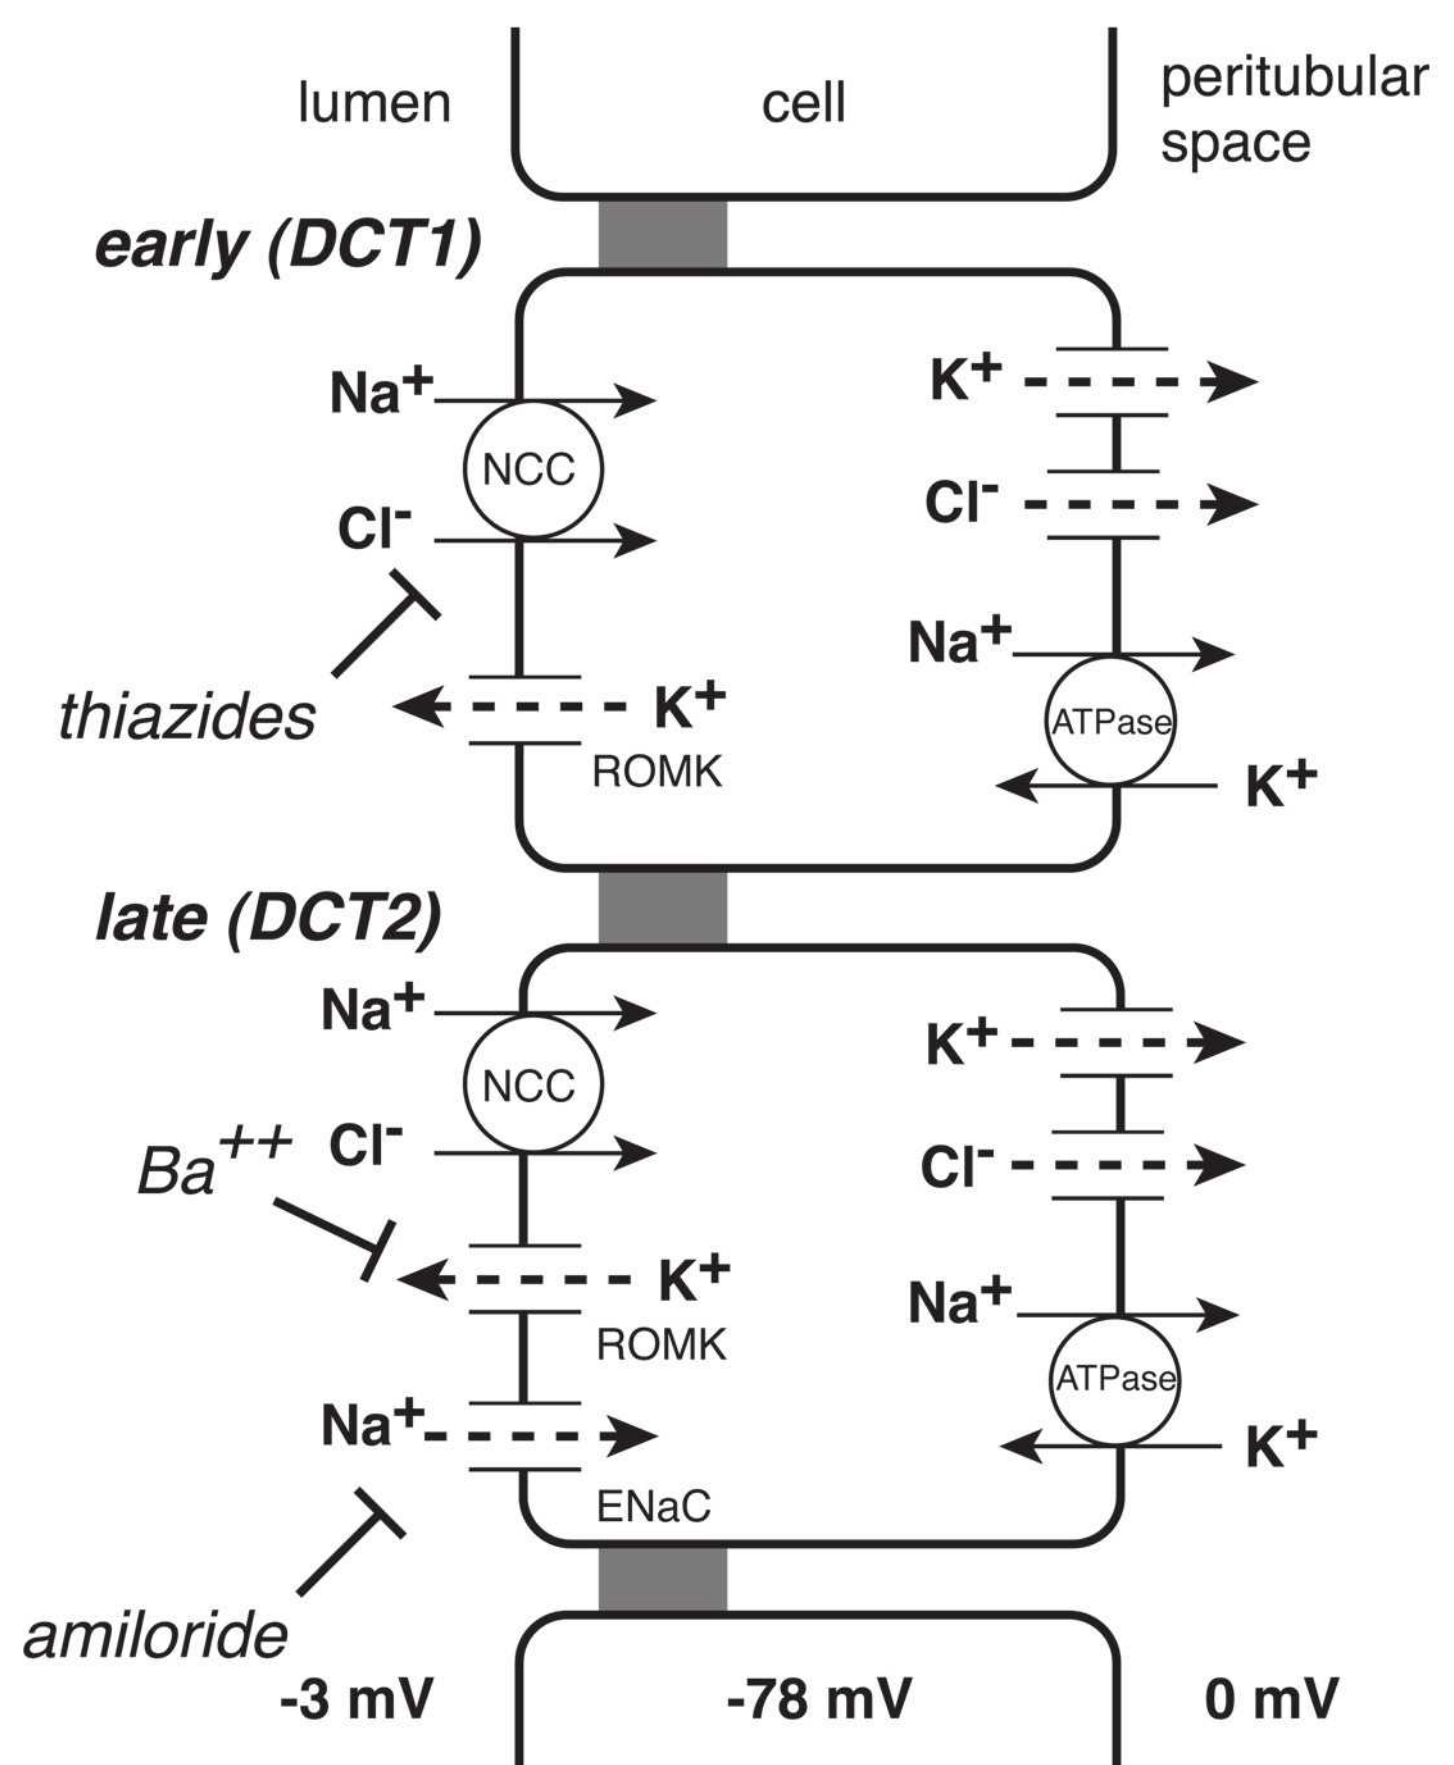 lumen
cell
peritubular
space
early (DCT1)
Na+
NCC
Cl-
thiazides
K+
ROMK
K+
Cl-
Na+
ATPase
K+
late (DCT2)
Na+
NCC
Cl-
Ba++
K+
ROMK
Na+
ENaC
amiloride
K+
Cl-
Na+
ATPase
K+
-3 mV
-78 mV
0 mV